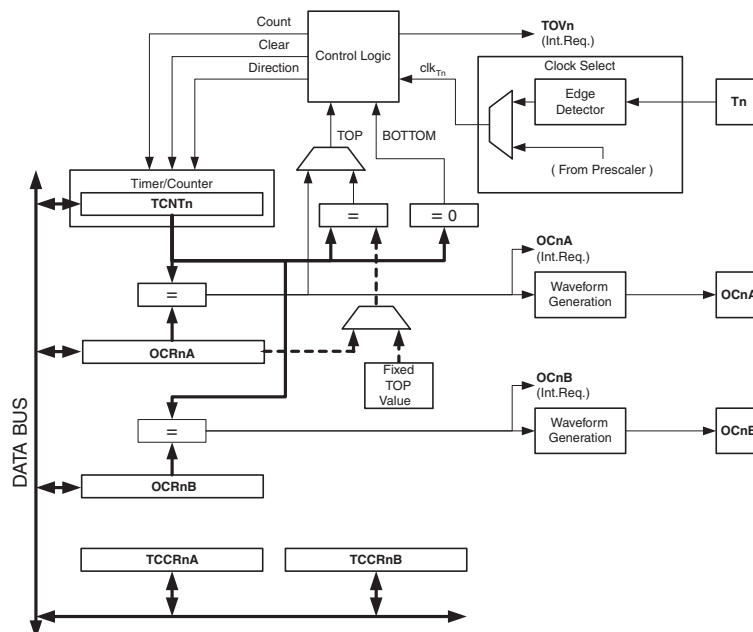 Count
Clear
Direction
Control Logic
TOVn
(Int.Req.)
clkTn
Clock Select
Edge
Detector
Tn
( From Prescaler )
TOP
BOTTOM
Timer/Counter
TCNTn
=
= 0
OCnA
(Int.Req.)
=
Waveform
Generation
OCnA
OCRnA
Fixed
TOP
Value
OCnB
(Int.Req.)
=
Waveform
Generation
OCnB
OCRnB
DATA BUS
TCCRnA
TCCRnB